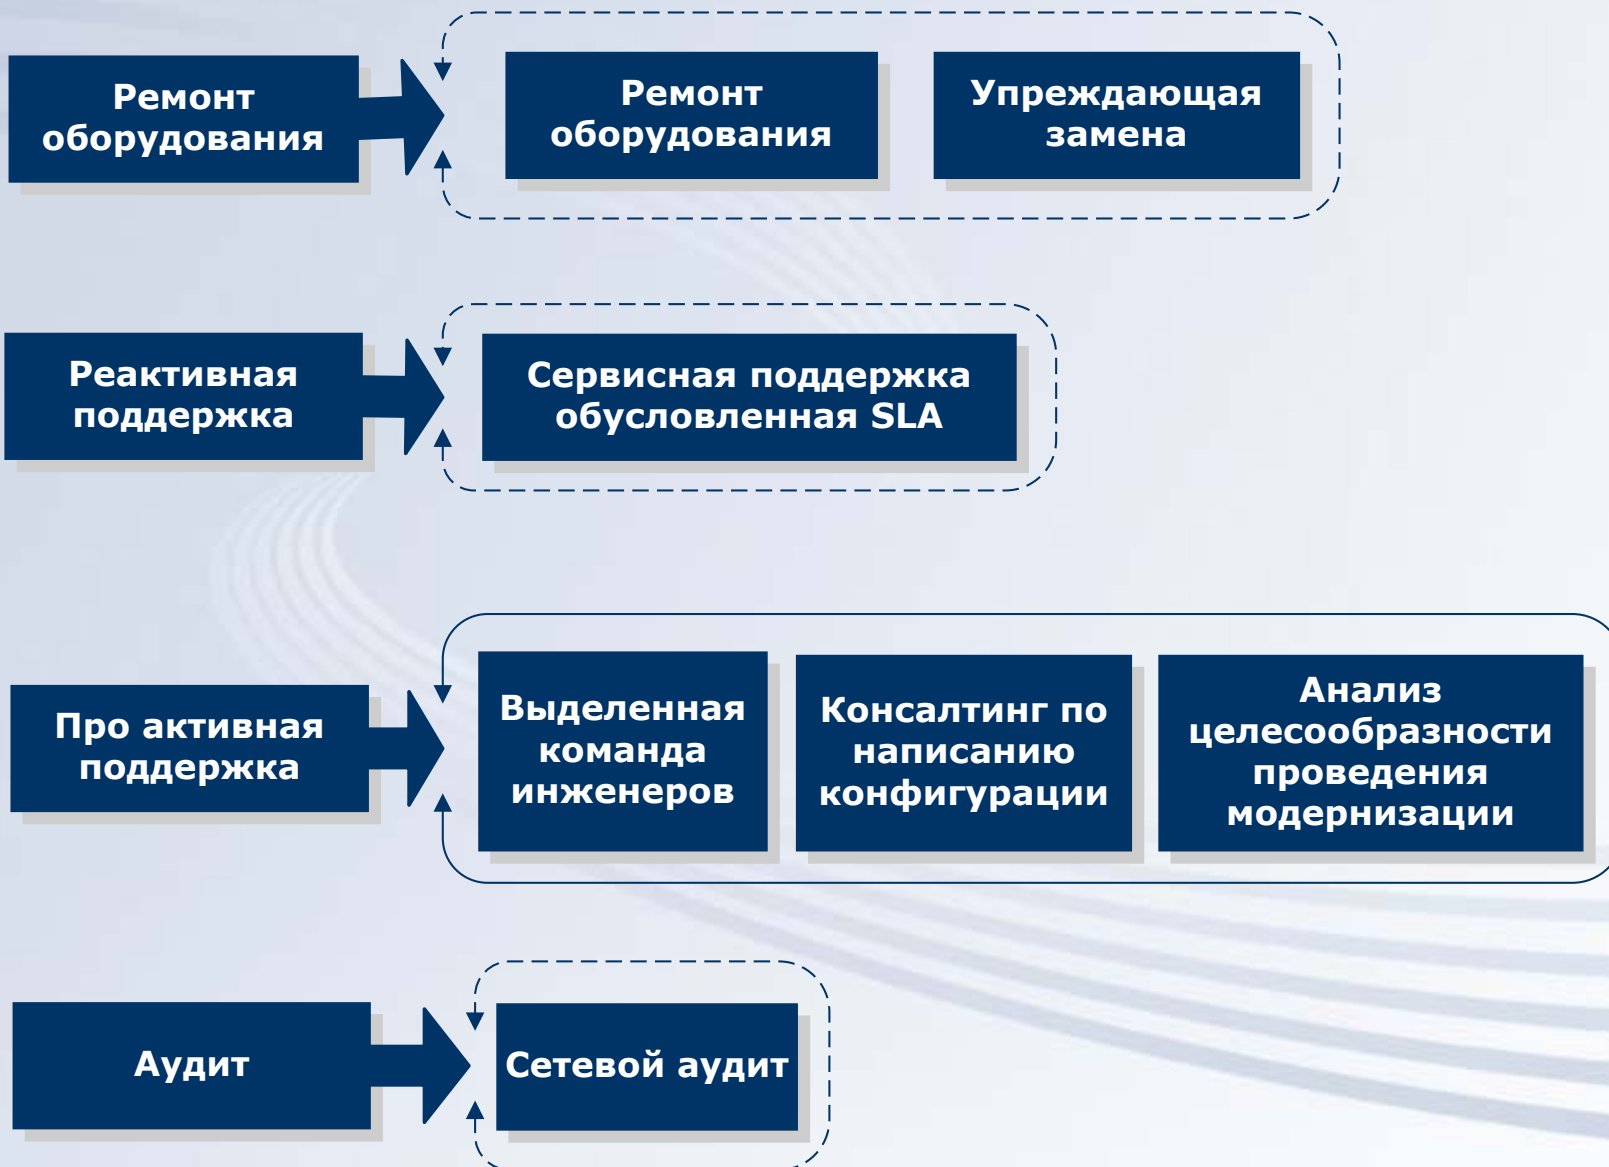 Ремонт
оборудования
Ремонт
оборудования
Упреждающая
замена
Реактивная
поддержка
Сервисная поддержка
обусловленная SLA
Про активная
поддержка
Выделенная
команда
инженеров
Консалтинг по
написанию
конфигурации
Анализ
целесообразности
проведения
модернизации
Аудит
Сетевой аудит